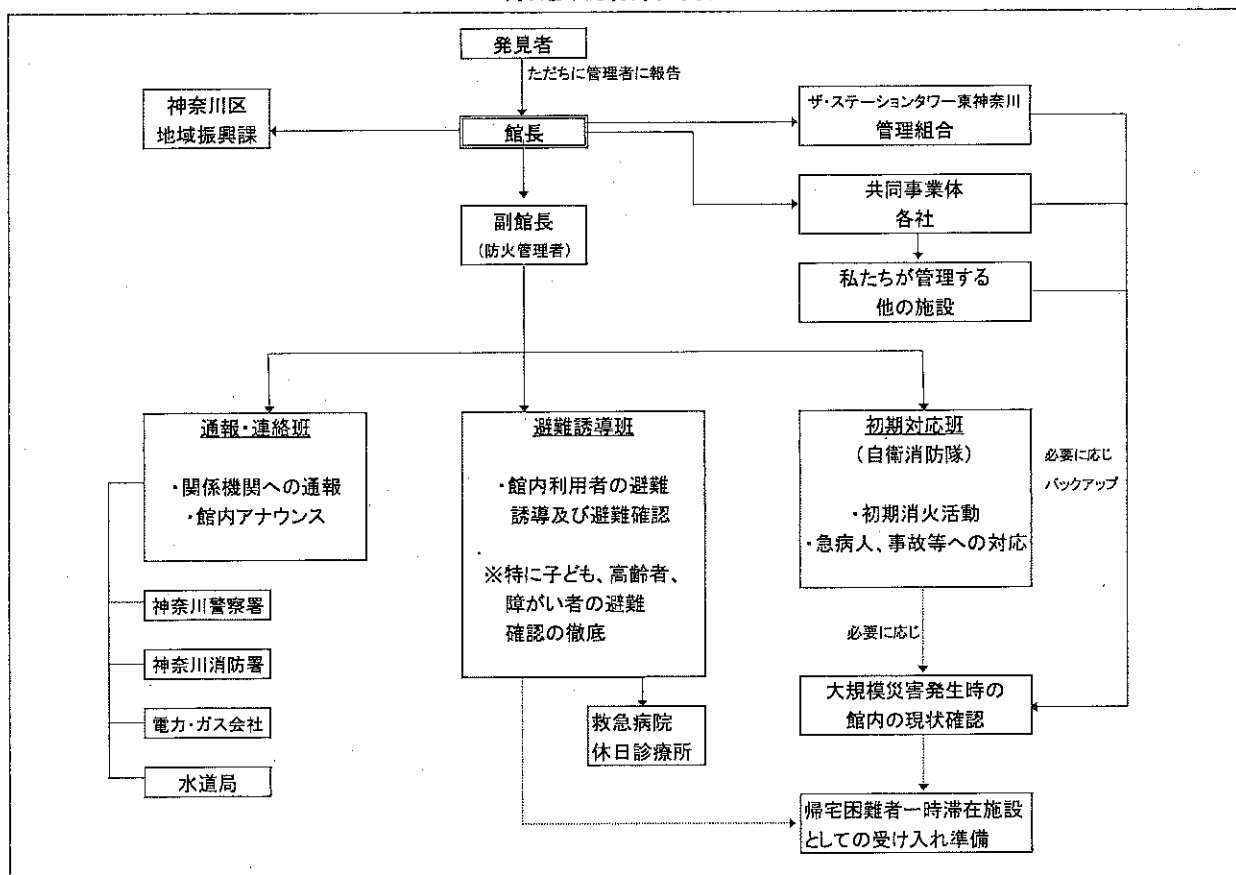 発見者
ただちに管理者に報告
神奈川区
地域振興課
館長
ザ・ステーションタワー東神奈川
管理組合
共同事業体
各社
副館長
(防火管理者)
私たちが管理する
他の施設
通報・連絡班
・関係機関への通報
・館内アナウンス
避難誘導班
・館内利用者の避難
誘導及び避難確認
※特に子ども、高齢者、
障がい者の避難
確認の徹底
初期対応班
(自衛消防隊)
・初期消火活動
・急病人、事故等への対応
必要に応じ
バックアップ
神奈川警察署
神奈川消防署
電力・ガス会社
水道局
救急病院
休日診療所
必要に応じ
大規模災害発生時の
館内の現状確認
帰宅困難者一時滞在施設
としての受け入れ準備